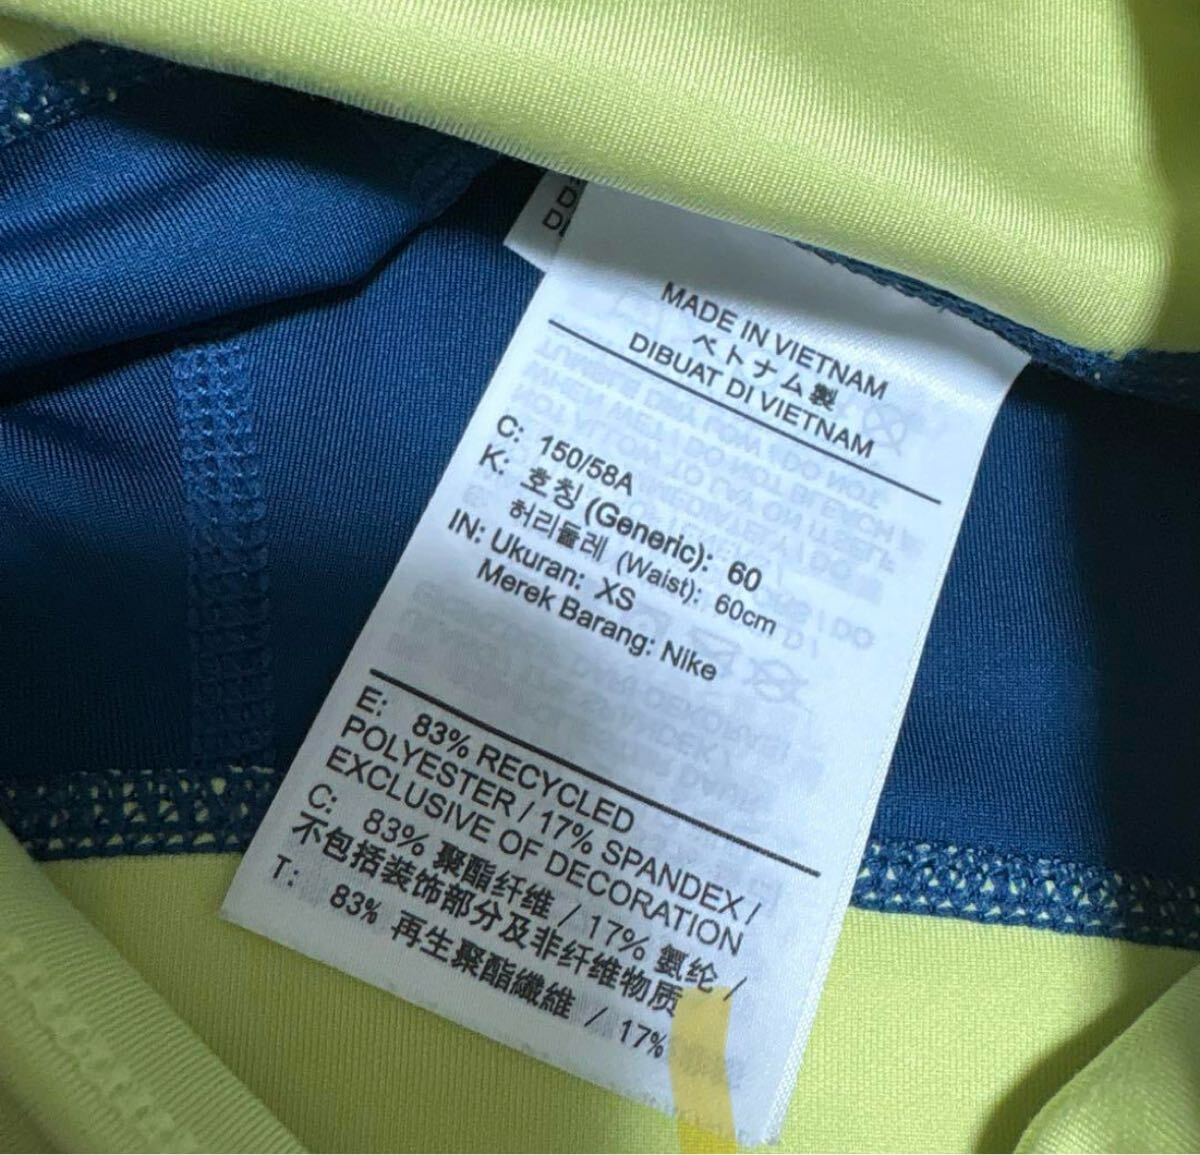 MADE IN VIETNAM
ベトナム製
DIBUAT DI VIETNAM
C: 150/58A
K: 호칭 (Generic): 60
허리둘레 (Waist): 60cm
IN: Ukuran: XS
Merek Barang: Nike
E: 83% RECYCLED
POLYESTER / 17% SPANDEX /
EXCLUSIVE OF DECORATION
C: 83% 聚酯纤维 / 17% 氨纶 /
不包括装饰部分及非纤维物质
T: 83% 再生聚酯纖維 / 17%